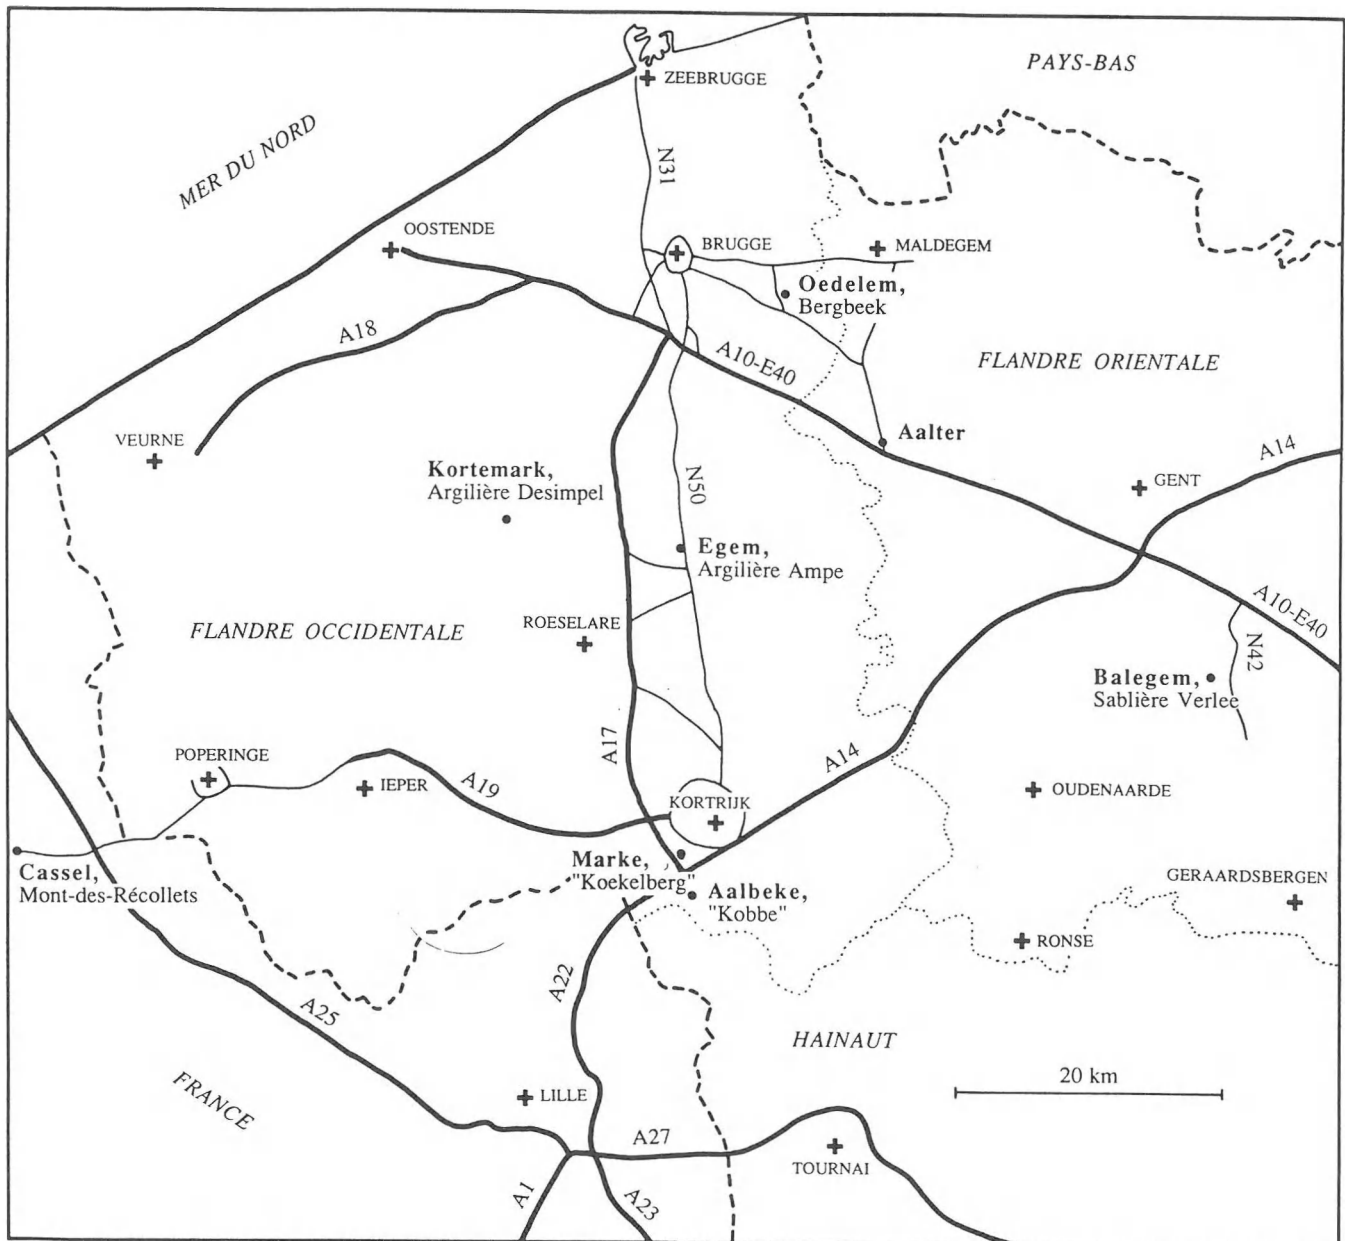 PAYS-BAS
ZEEBRUGGE
MER DU NORD
N31
OOSTENDE
BRUGGE
MALDEGEM
Oedelem,
Bergbeek
A18
A10-E40
FLANDRE ORIENTALE
VEURNE
Aalter
A14
Kortemark,
Argilière Desimpel
N50
GENT
Egem,
Argilière Ampe
A10-E40
FLANDRE OCCIDENTALE
ROESELARE
N42
Balegem,
Sablière Verlee
A17
A14
POPERINGE
IEPER
A19
KORTRIJK
OUDENAARDE
Cassel,
Mont-des-Récollets
Marke,
"Koekelberg"
Aalbeke,
"Kobbe"
GERAARDSBERGEN
RONSE
A22
A25
HAINAUT
20 km
FRANCE
LILLE
A27
TOURNAI
A1
A23